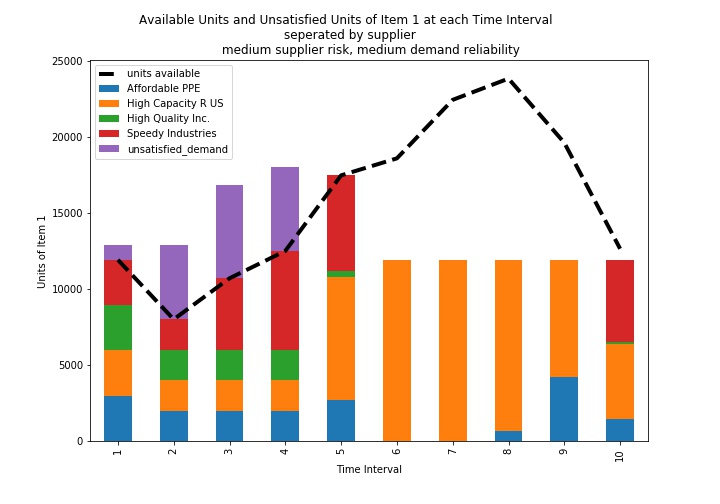 Available Units and Unsatisfied Units of Item 1 at each Time Interval
seperated by supplier
medium supplier risk, medium demand reliability
25000
20000
15000
10000
5000
0
Units of Item 1
units available
Affordable PPE
High Capacity R US
High Quality Inc.
Speedy Industries
unsatisfied_demand
1
2
3
4
5
6
7
8
9
10
Time Interval